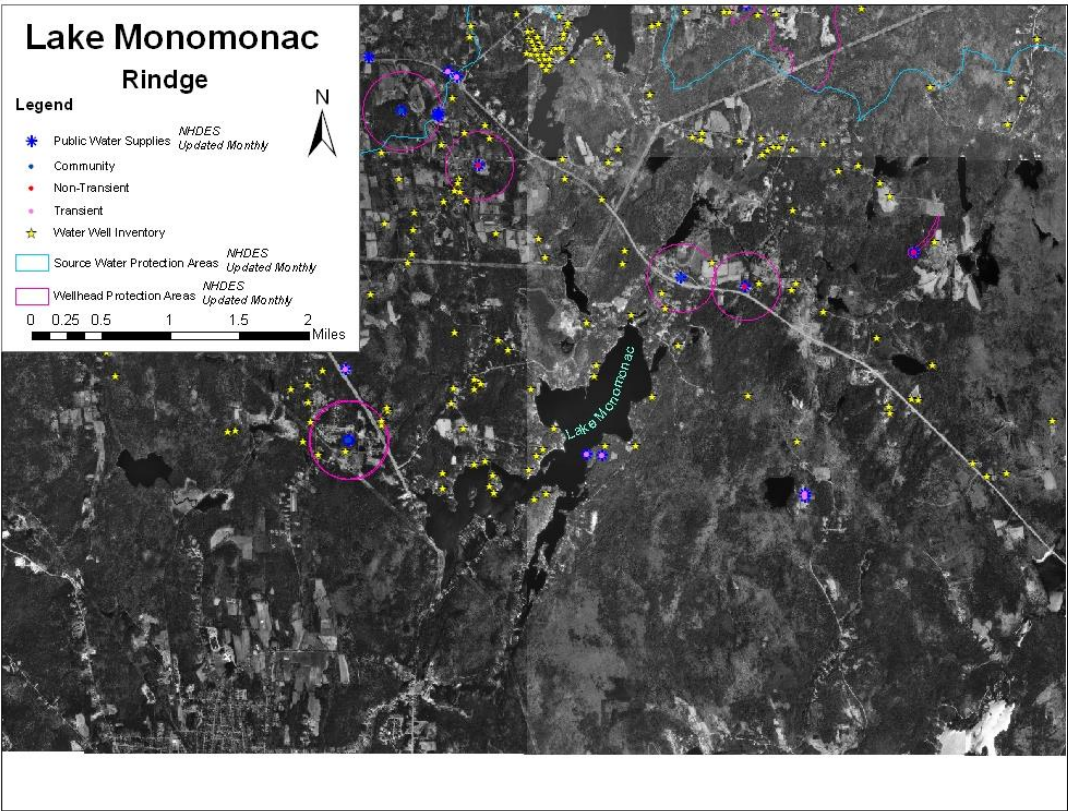 Lake Monomonac
Rindge
Legend
N
Public Water Supplies NHDES Updated Monthly
Community
Non-Transient
Transient
Water Well Inventory
Source Water Protection Areas NHDES Updated Monthly
Wellhead Protection Areas NHDES Updated Monthly
0 0.25 0.5 1 1.5 2
Miles
Lake Monomonac